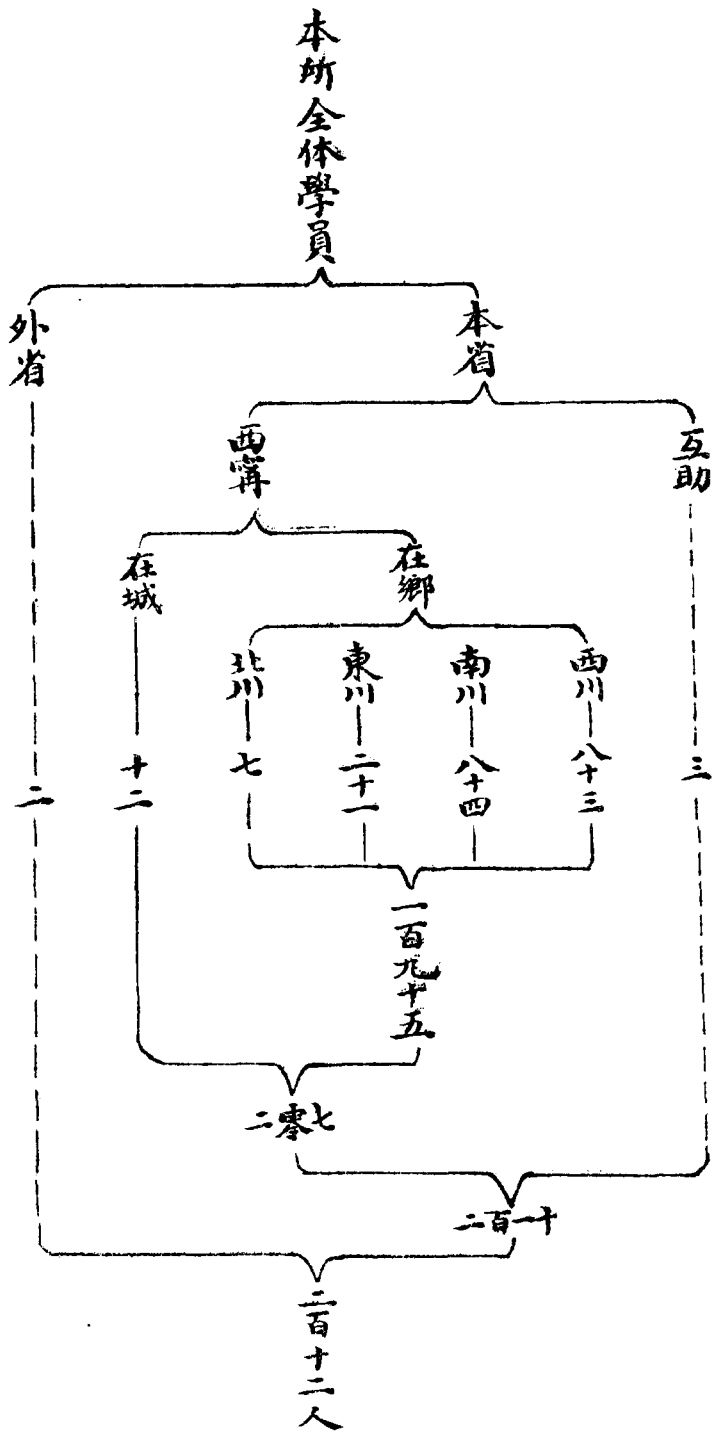 本所全体學員
本省
外省
互助
西寧
在鄉
在城
西川
南川
東川
北川
八十三
八十四
二十一
七
十二
三
二
一百九十五
二零七
二百一十
二百十二人